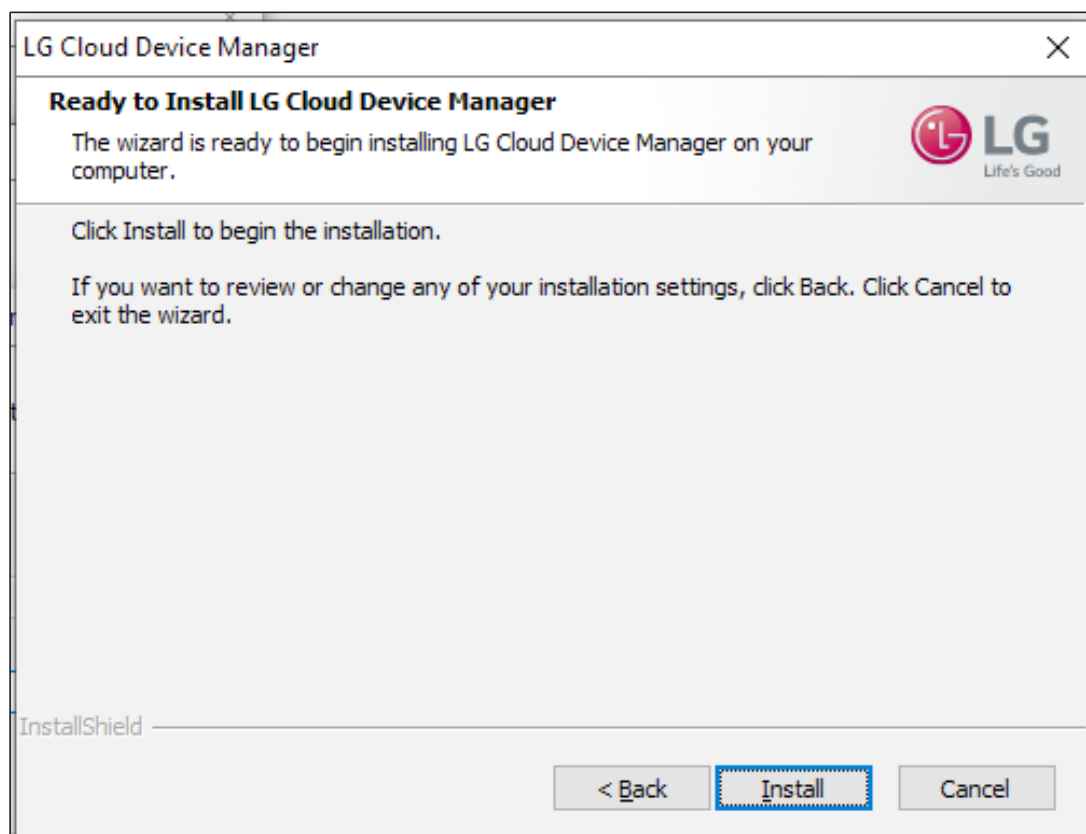 LG Cloud Device Manager
Ready to Install LG Cloud Device Manager
The wizard is ready to begin installing LG Cloud Device Manager on your
computer.
LG
Life's Good
Click Install to begin the installation.
If you want to review or change any of your installation settings, click Back. Click Cancel to
exit the wizard.
InstallShield
< Back
Install
Cancel